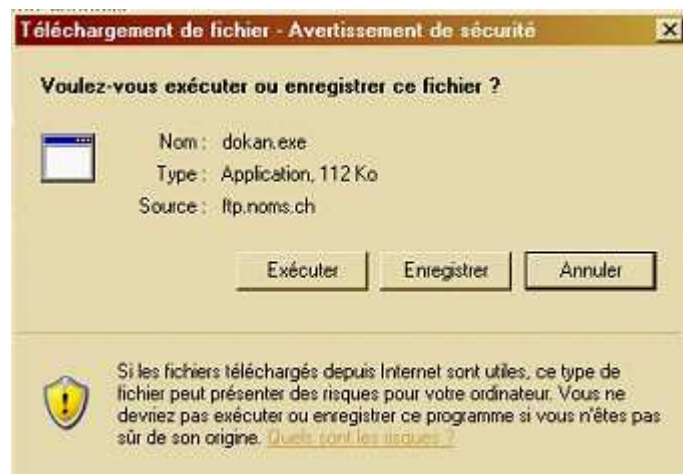 Téléchargement de fichier - Avertissement de sécurité
Voulez-vous exécuter ou enregistrer ce fichier ?
Nom : dokan.exe
Type : Application, 112 Ko
Source : ftp.noms.ch
Exécuter Enregistrer Annuler
Si les fichiers téléchargés depuis Internet sont utiles, ce type de
fichier peut présenter des risques pour votre ordinateur. Vous ne
devriez pas exécuter ou enregistrer ce programme si vous n'êtes pas
sûr de son origine. Quels sont les risques ?